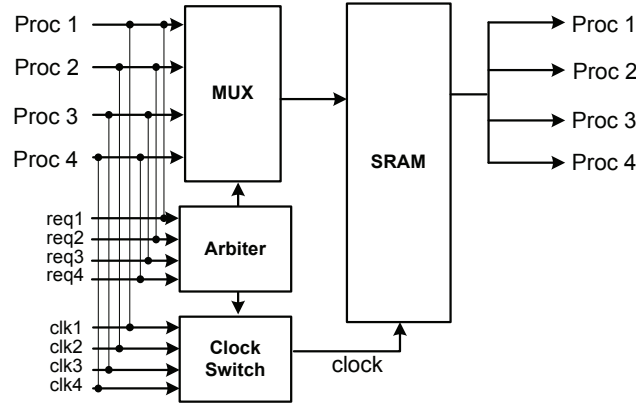 Proc 1
Proc 2
Proc 3
Proc 4
MUX
SRAM
Proc 1
Proc 2
Proc 3
Proc 4
req1
req2
req3
req4
Arbiter
clk1
clk2
clk3
clk4
Clock
Switch
clock